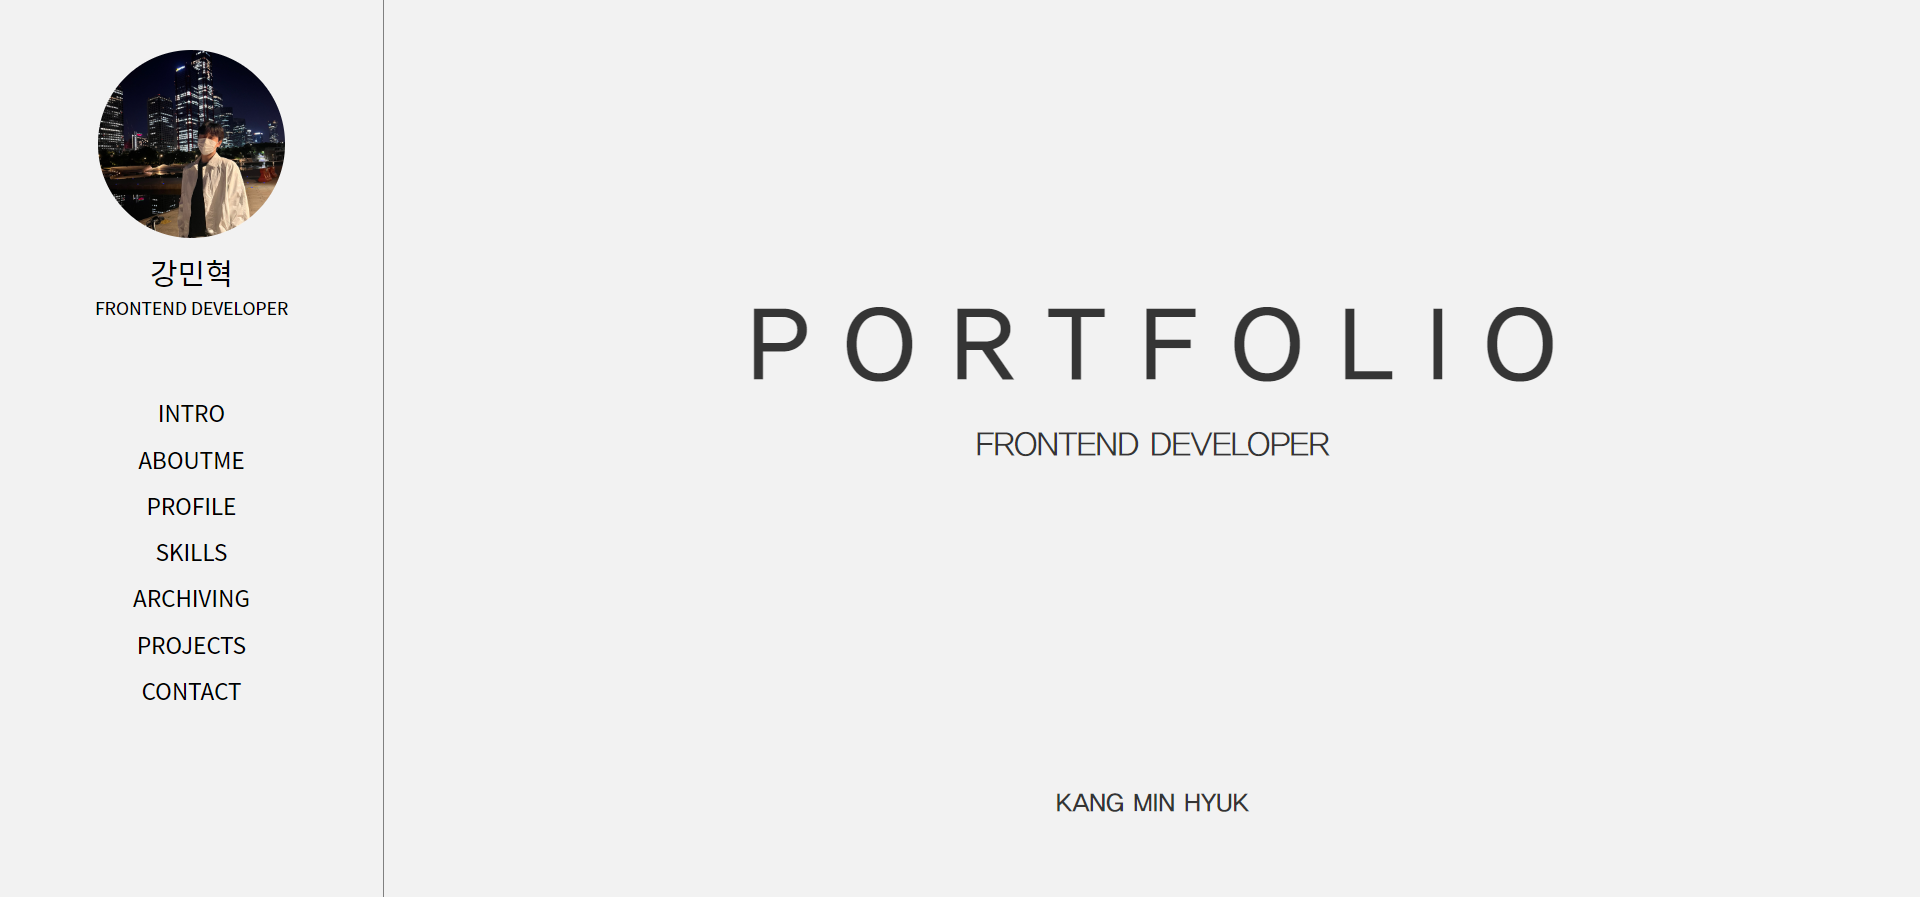 강민혁
FRONTEND DEVELOPER
INTRO
ABOUTME
PROFILE
SKILLS
ARCHIVING
PROJECTS
CONTACT
PORTFOLIO
FRONTEND DEVELOPER
KANG MIN HYUK